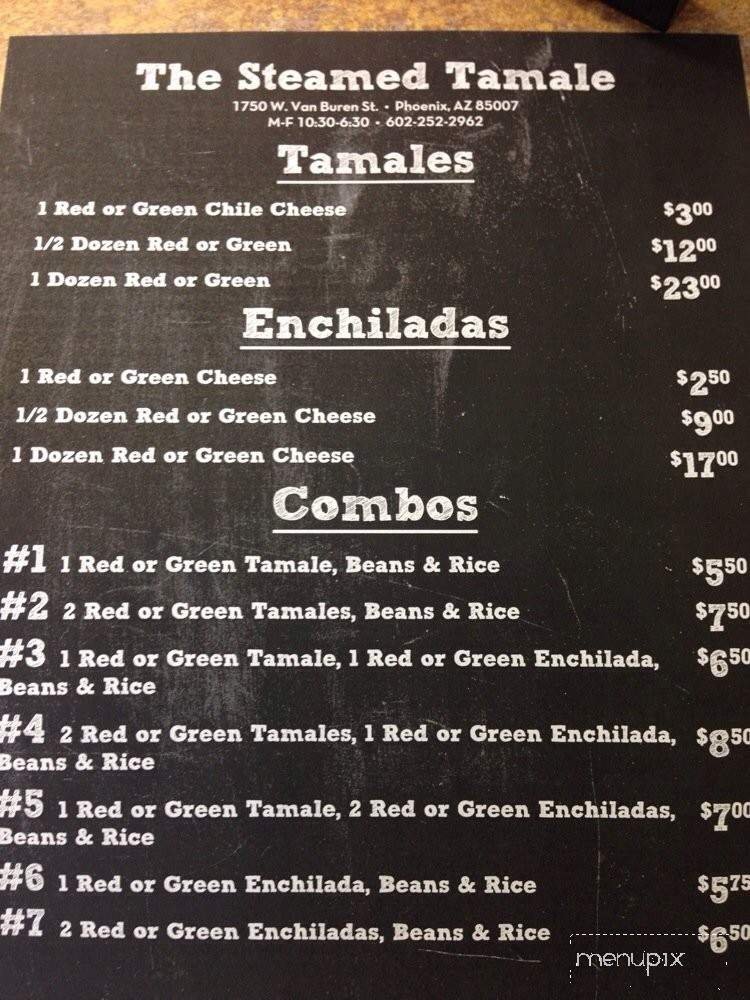 The Steamed Tamale
1750 W. Van Buren St. • Phoenix, AZ 85007
M-F 10:30-6:30 • 602-252-2962
Tamales
1 Red or Green Chile Cheese $3.00
1/2 Dozen Red or Green $12.00
1 Dozen Red or Green $23.00
Enchiladas
1 Red or Green Cheese $2.50
1/2 Dozen Red or Green Cheese $9.00
1 Dozen Red or Green Cheese $17.00
Combos
#1 1 Red or Green Tamale, Beans & Rice $5.50
#2 2 Red or Green Tamales, Beans & Rice $7.50
#3 1 Red or Green Tamale, 1 Red or Green Enchilada, $6.50
Beans & Rice
#4 2 Red or Green Tamales, 1 Red or Green Enchilada, $8.50
Beans & Rice
#5 1 Red or Green Tamale, 2 Red or Green Enchiladas, $7.00
Beans & Rice
#6 1 Red or Green Enchilada, Beans & Rice $5.75
#7 2 Red or Green Enchiladas, Beans & Rice $6.50
menupix